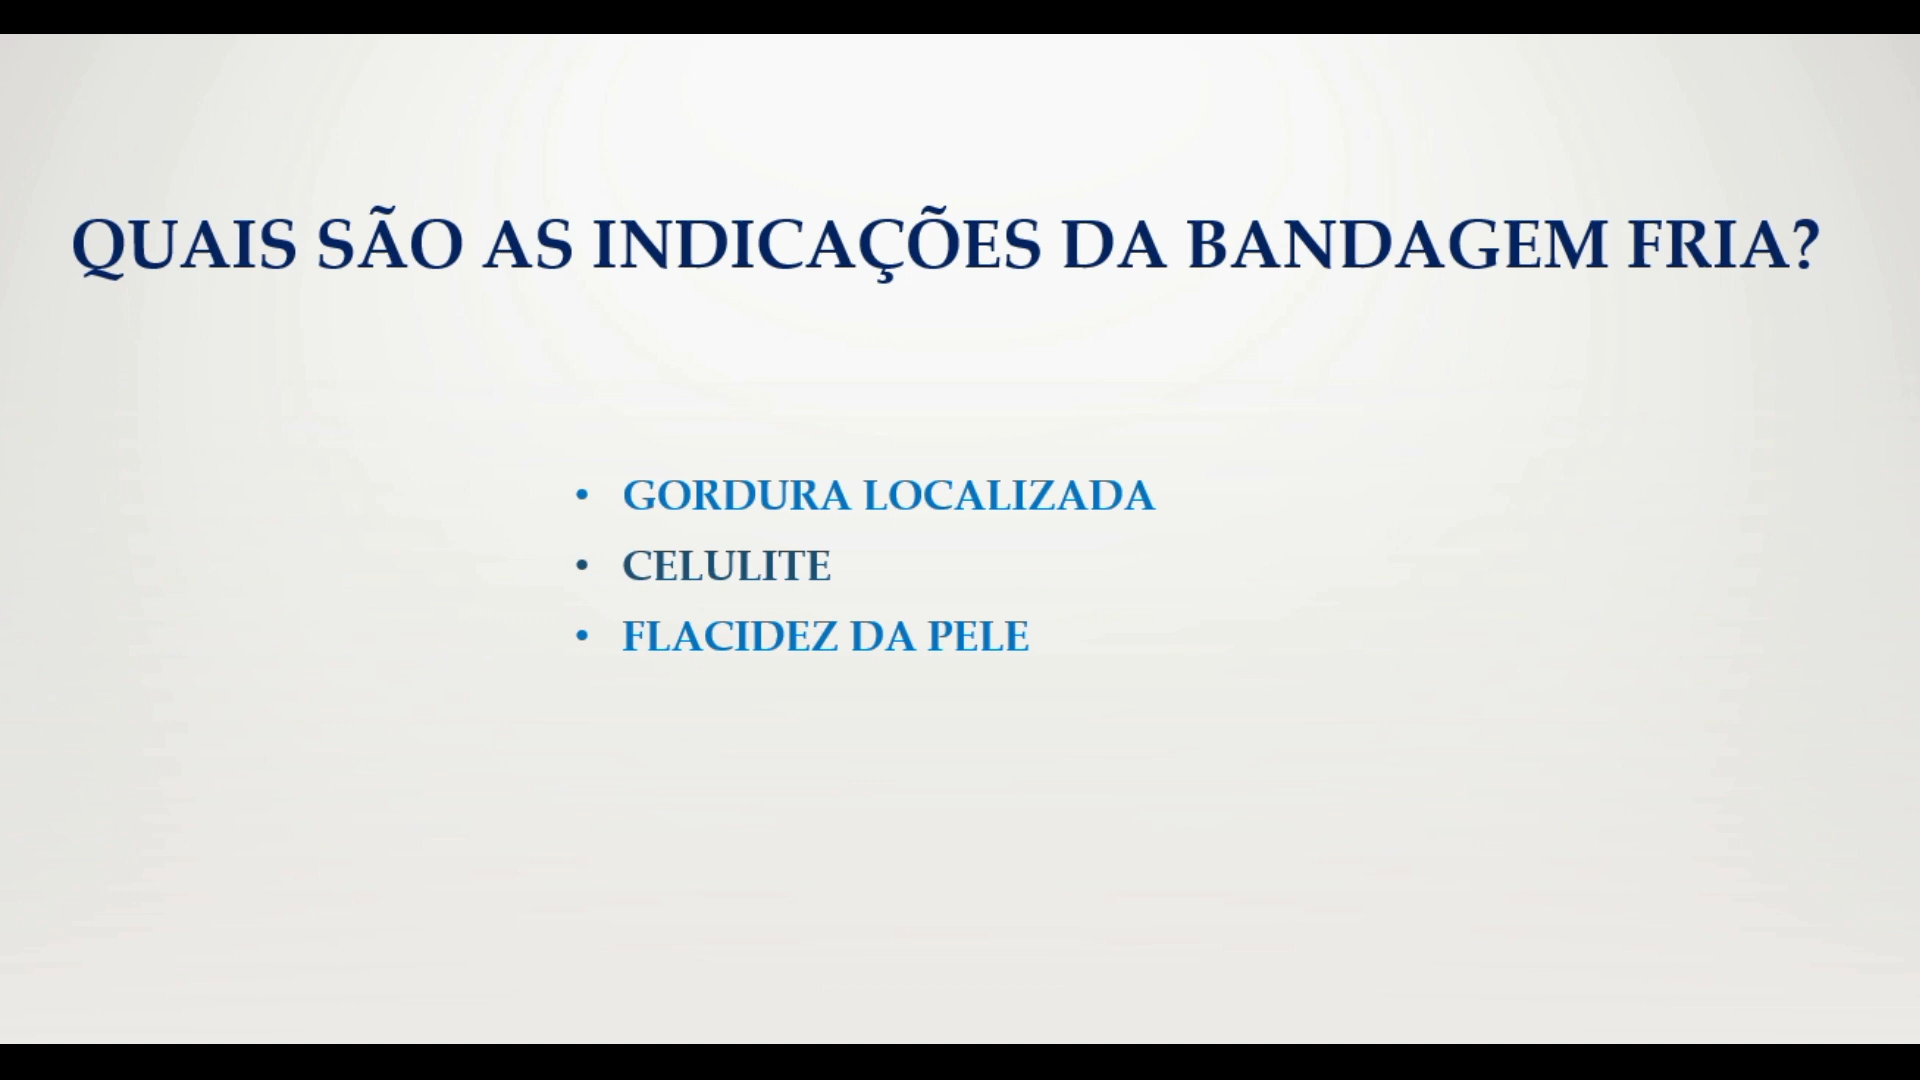 QUAIS SÃO AS INDICAÇÕES DA BANDAGEM FRIA?
• GORDURA LOCALIZADA
• CELULITE
• FLACIDEZ DA PELE